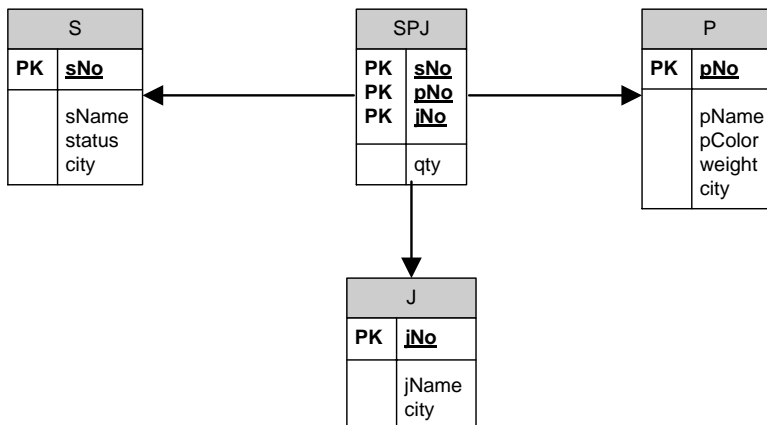 S
PK sNo
sName
status
city
SPJ
PK sNo
PK pNo
PK jNo
qty
P
PK pNo
pName
pColor
weight
city
J
PK jNo
jName
city